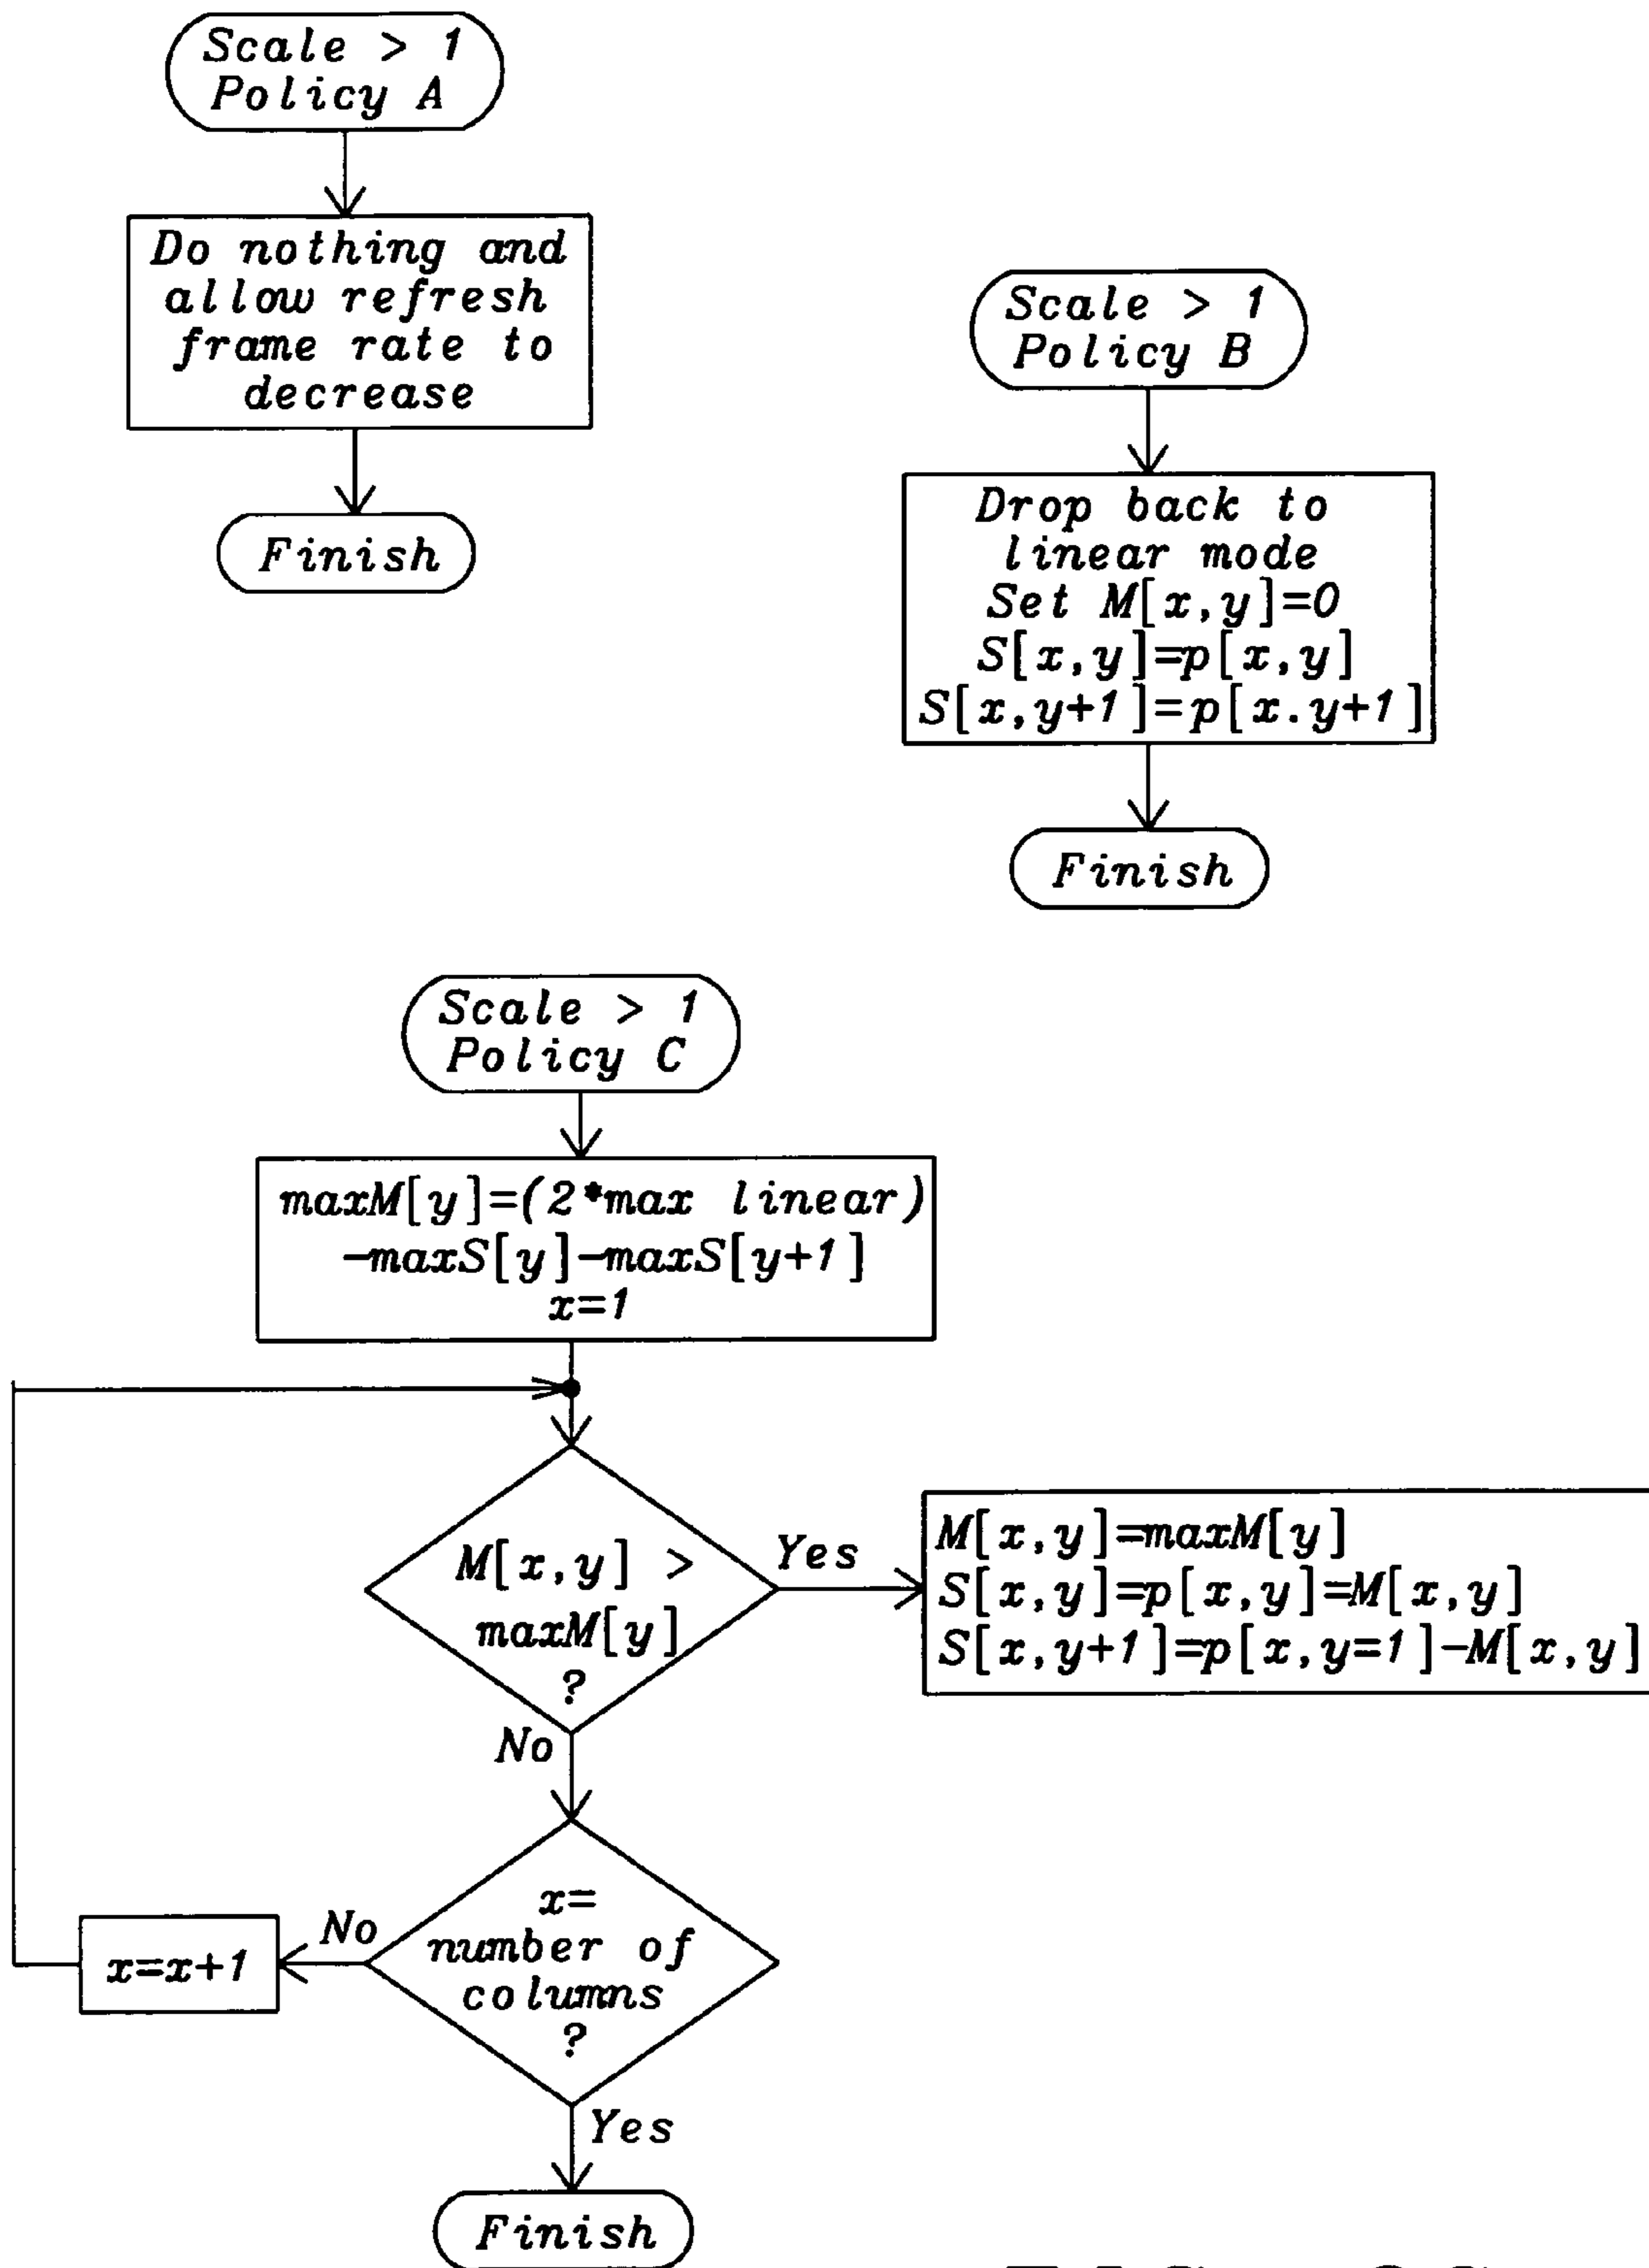 Scale > 1
Policy A
Do nothing and
allow refresh
frame rate to
decrease
Finish
Scale > 1
Policy B
Drop back to
linear mode
Set M[x,y]=0
S[x,y]=p[x,y]
S[x,y+1]=p[x.y+1]
Finish
Scale > 1
Policy C
maxM[y]=(2*max linear)
-maxS[y]-maxS[y+1]
x=1
M[x,y] >
maxM[y]
?
Yes
M[x,y]=maxM[y]
S[x,y]=p[x,y]=M[x,y]
S[x,y+1]=p[x,y=1]-M[x,y]
No
x=
number of
columns
?
No
x=x+1
Yes
Finish